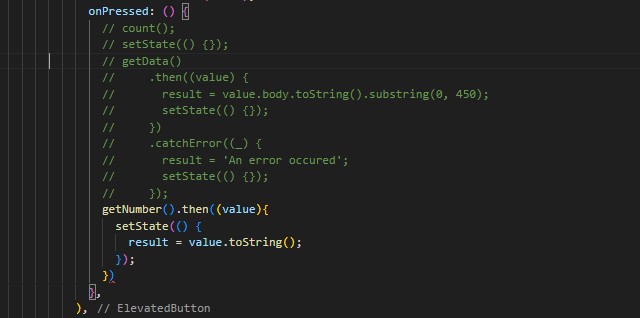 onPressed: () {
// count();
// setState(() {});
// getData()
//     .then((value) {
//       result = value.body.toString().substring(0, 450);
//       setState(() {});
//     })
//     .catchError((_) {
//       result = 'An error occured';
//       setState(() {});
//     });
getNumber().then((value){
setState(() {
result = value.toString();
});
})
},
), // ElevatedButton